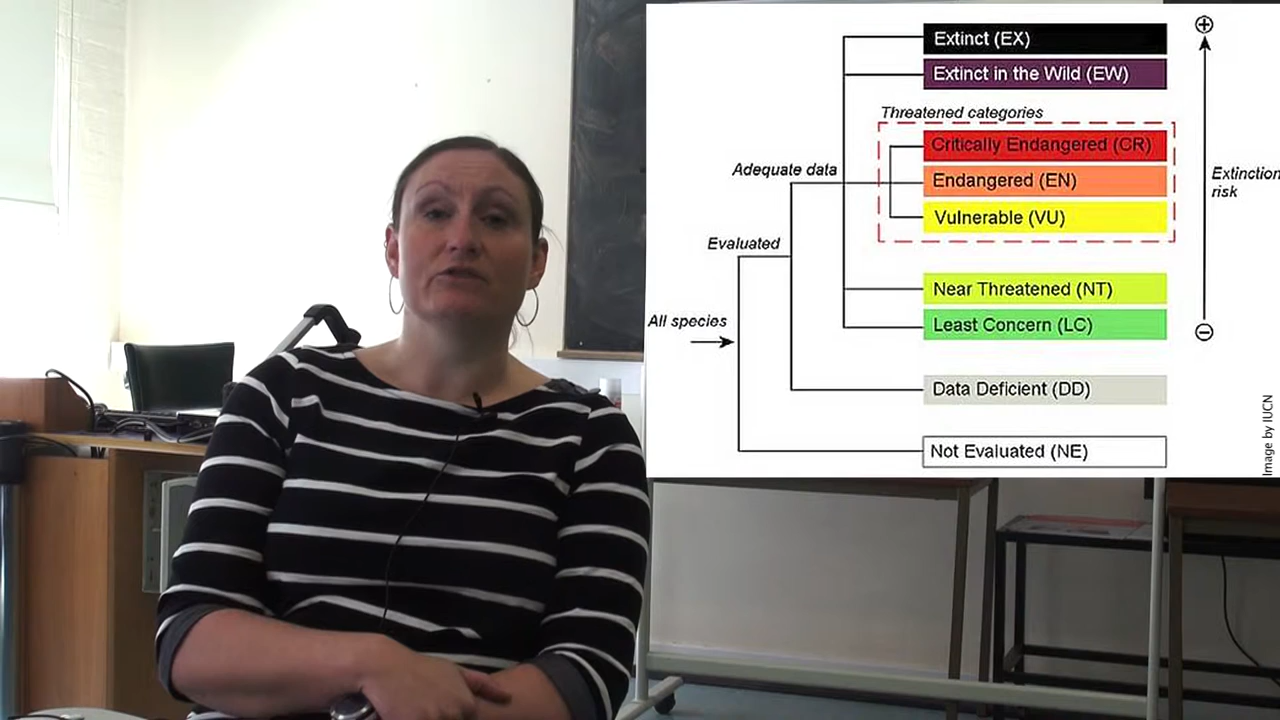 Extinct (EX)
Extinct in the Wild (EW)
Threatened categories
Critically Endangered (CR)
Adequate data
Endangered (EN)
Extinction
risk
Vulnerable (VU)
Evaluated
Near Threatened (NT)
All species
Least Concern (LC)
Data Deficient (DD)
Not Evaluated (NE)
Image by IUCN